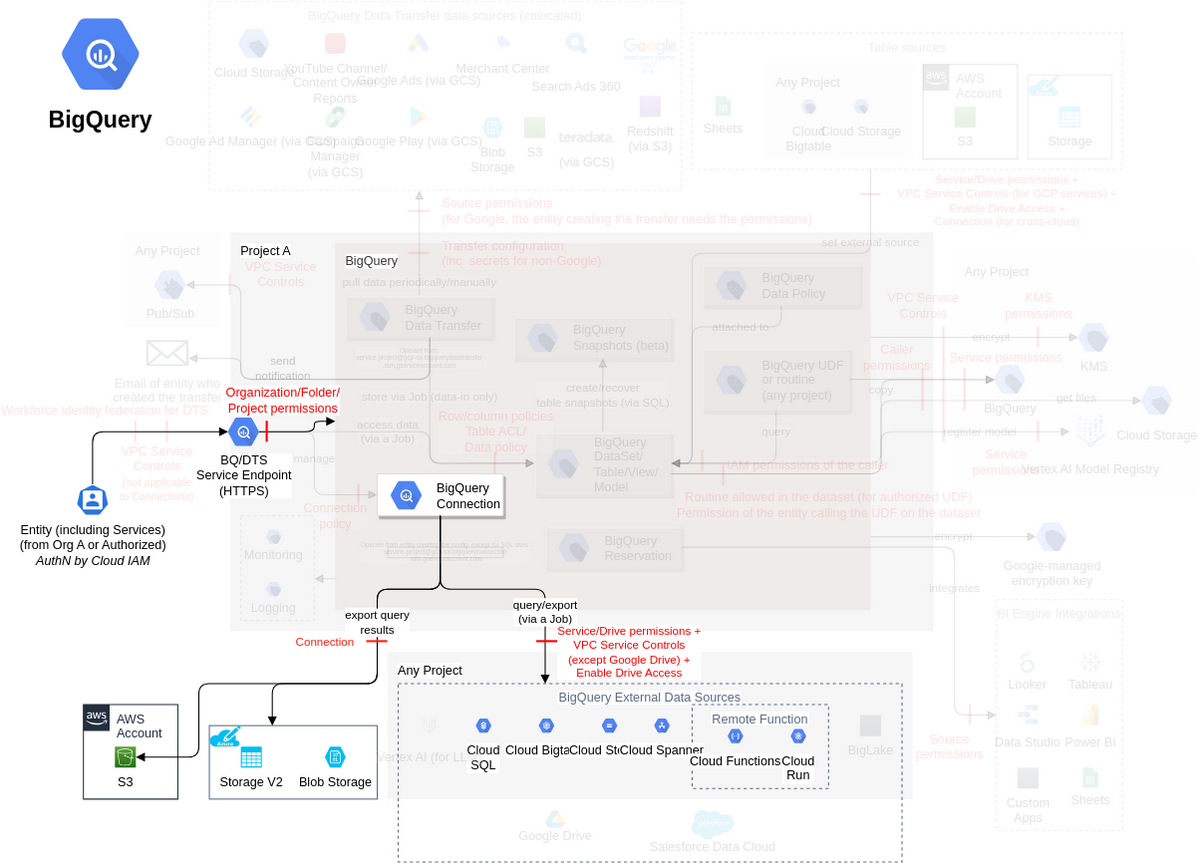 BigQuery
BigQuery Data Transfer data sources (colocated)
Cloud Storage
YouTube Channel/
Content Owner
Reports
Google Ads (via GCS)
Merchant Center
Search Ads 360
Google
Google Ad Manager (via GCS)
Campaign
Manager
(via GCS)
Google Play (via GCS)
Blob
Storage
S3
teradata.
(via GCS)
Redshift
(via S3)
Table sources
Sheets
Any Project
Cloud
Bigtable
Cloud Storage
aws
AWS
Account
S3
Azure
Storage
Source permissions
(for Google, the entity creating the transfer needs the permissions)
Transfer configuration
(inc. secrets for non-Google)
Service/Drive permissions +
VPC Service Controls (for GCP services) +
Enable Drive Access +
Connection (for cross-cloud)
set external source
Any Project
Pub/Sub
Project A
VPC Service
Controls
BigQuery
pull data periodically/manually
BigQuery
Data Transfer
BigQuery
Snapshots (beta)
BigQuery
Data Policy
attached to
Any Project
VPC Service
Controls
KMS
permissions
encrypt
KMS
Caller
permissions
Service permissions
copy
BigQuery
get files
Cloud Storage
register model
Service
permissions
Vertex AI Model Registry
Email of entity who
created the transfer
send
notification
Organization/Folder/
Project permissions
store via Job (data-in only)
create/recover
table snapshots (via SQL)
BigQuery UDF
or routine
(any project)
query
Workforce identity federation for DTS
VPC Service
Controls
(not applicable
to Connections)
BQ/DTS
Service Endpoint
(HTTPS)
access data
(via a Job)
Row/column policies
Table ACL/
Data policy
manage
BigQuery
DataSet/
Table/View/
Model
IAM permissions of the caller
Routine allowed in the dataset (for authorized UDF)
Permission of the entity calling the UDF on the dataset
Entity (including Services)
(from Org A or Authorized)
AuthN by Cloud IAM
Connection
policy
BigQuery
Connection
Monitoring
Logging
BigQuery
Reservation
encrypt
Google-managed
encryption key
integrates
export query
results
query/export
(via a Job)
Connection
Service/Drive permissions +
VPC Service Controls
(except Google Drive) +
Enable Drive Access
BI Engine Integrations
Looker
Tableau
Data Studio
Power BI
Custom
Apps
Sheets
Source
permissions
Any Project
BigQuery External Data Sources
Cloud
SQL
Cloud Spanner
Remote Function
Cloud Functions
Cloud
Run
BigLake
Google Drive
Salesforce Data Cloud
aws
AWS
Account
S3
Azure
Storage V2
Blob Storage